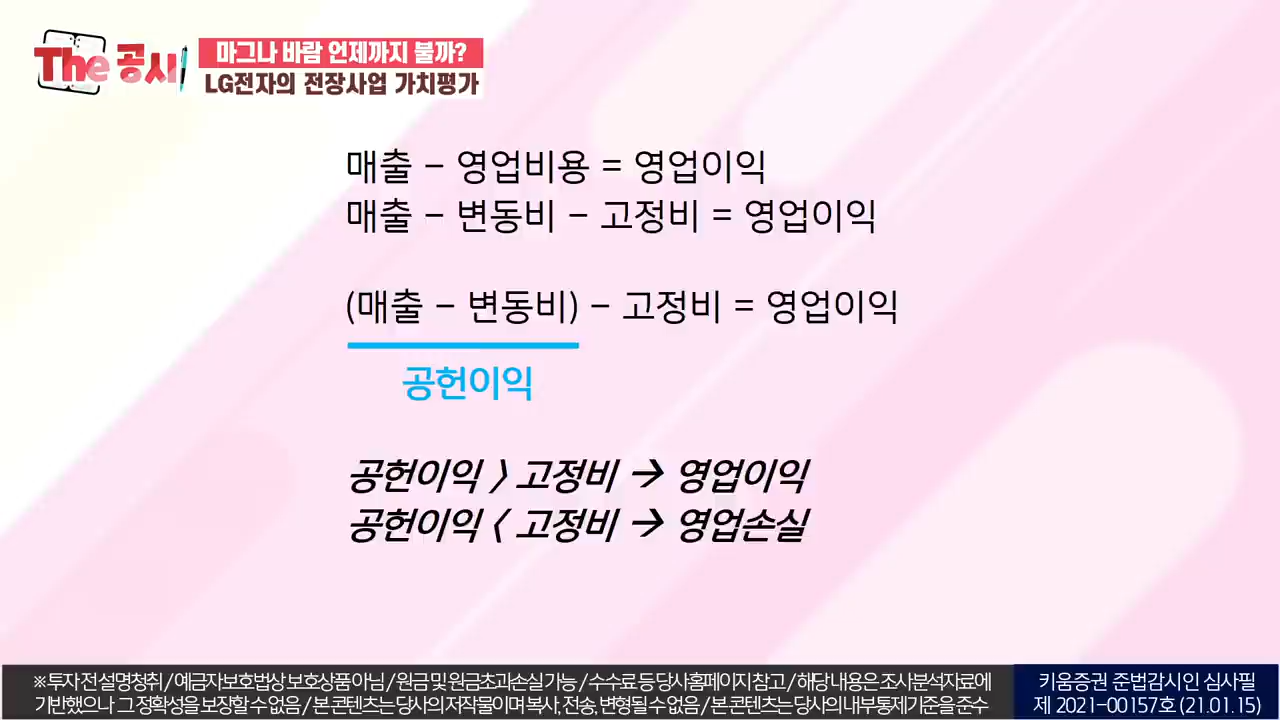 The 공시
마그나 바람 언제까지 불까?
LG전자의 전장사업 가치평가
매출 - 영업비용 = 영업이익
매출 - 변동비 - 고정비 = 영업이익
(매출 - 변동비) - 고정비 = 영업이익
공헌이익
공헌이익 > 고정비 → 영업이익
공헌이익 < 고정비 → 영업손실
※투자 전 설명청취 / 예금자보호법상 보호상품 아님 / 원금 및 원금초과손실 가능 / 수수료 등 당사홈페이지 참고 / 해당 내용은 조사분석자료에
기반했으나 그 정확성을 보장할 수 없음 / 본 콘텐츠는 당사의 저작물이며 복사, 전송, 변형될 수 없음 / 본 콘텐츠는 당사의 내부통제기준을 준수
키움증권 준법감시인 심사필
제 2021-00157호 (21.01.15)